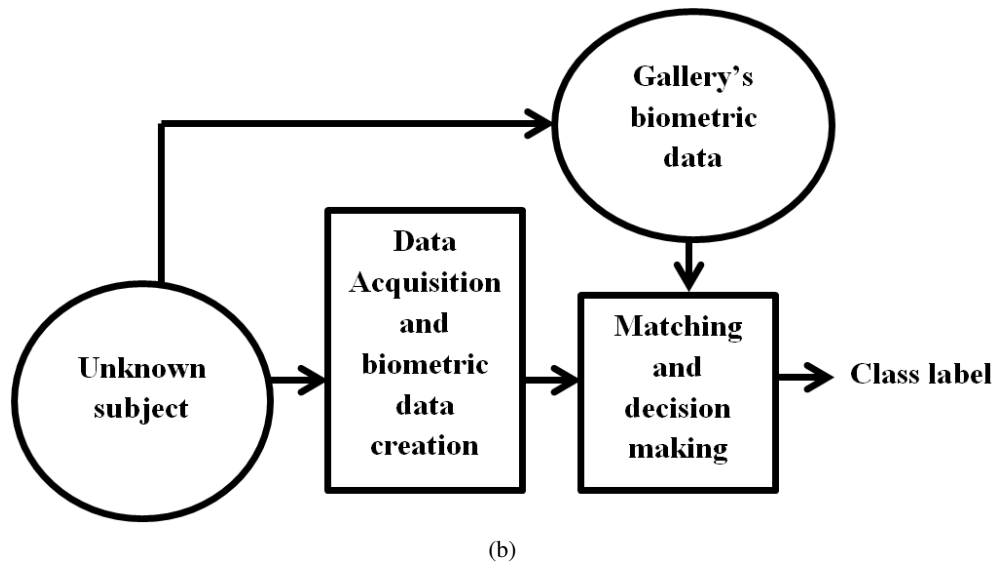 Gallery's
biometric
data
Data
Acquisition
and
biometric
data
creation
Unknown
subject
Matching
and
decision
making
Class label
(b)